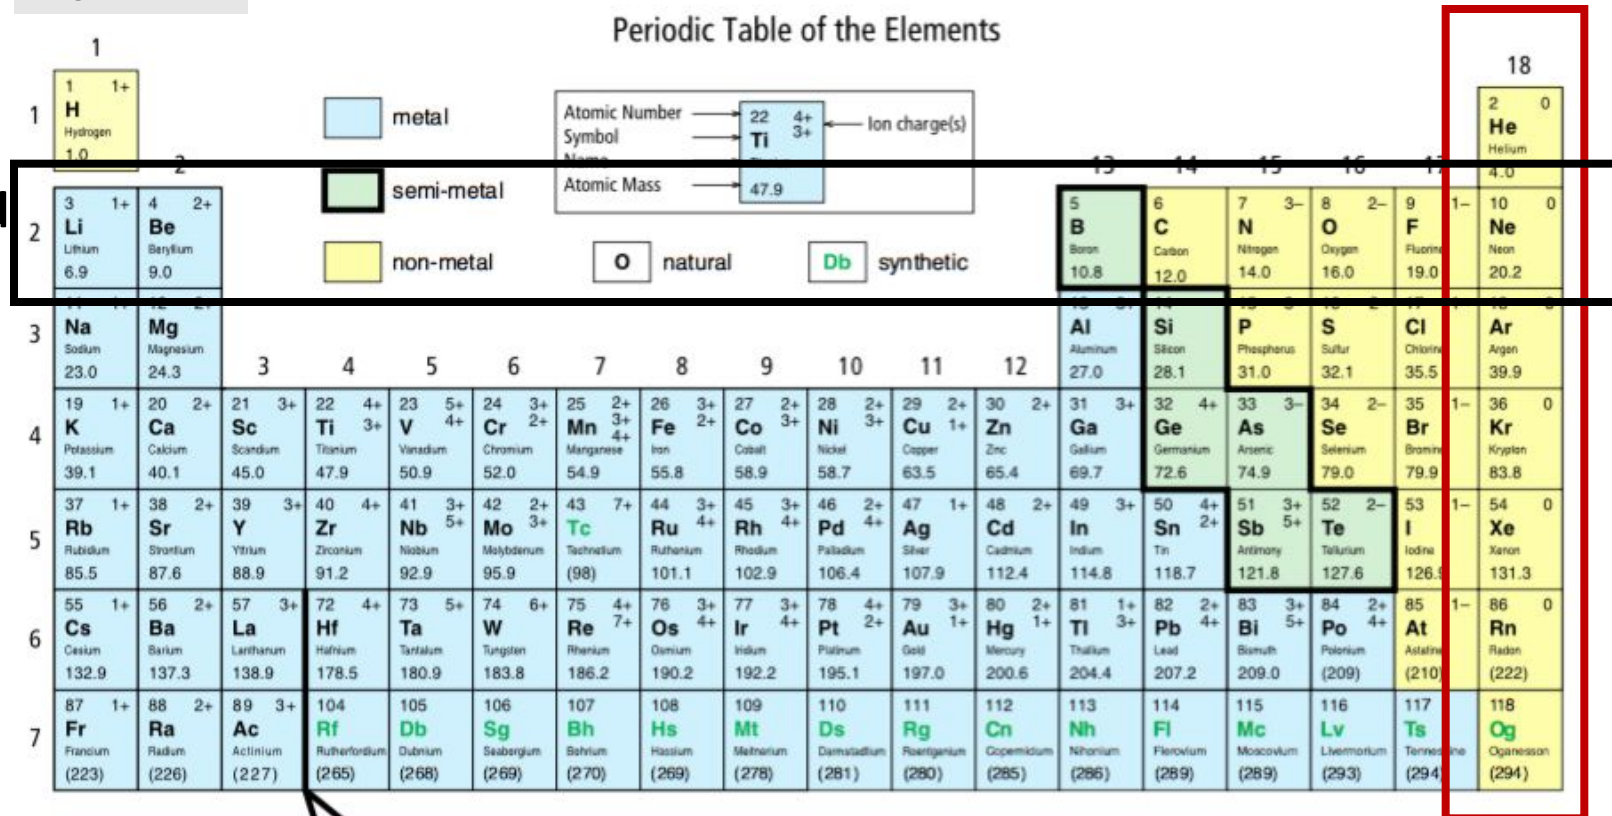 Periodic Table of the Elements
1
18
1 1+ 2 0
H He
Hydrogen Helium
1.0 4.0
1
metal
semi-metal
non-metal
Atomic Number 22 4+ Ion charge(s)
Symbol Ti 3+
Name
Atomic Mass 47.9
O natural
Db synthetic
2 13 14 15 16 17
3 1+ 4 2+ 5 6 7 3– 8 2– 9 1– 10 0
2 Li Be B C N O F Ne
Lithium Beryllium Boron Carbon Nitrogen Oxygen Fluorine Neon
6.9 9.0 10.8 12.0 14.0 16.0 19.0 20.2
3 Na Mg Al Si P S Cl Ar
Sodium Magnesium Aluminum Silicon Phosphorus Sulfur Chlorine Argon
23.0 24.3 27.0 28.1 31.0 32.1 35.5 39.9
3 4 5 6 7 8 9 10 11 12
19 1+ 20 2+ 21 3+ 22 4+ 23 5+ 24 3+ 25 2+ 26 3+ 27 2+ 28 2+ 29 2+ 30 2+ 31 3+ 32 4+ 33 3– 34 2– 35 1– 36 0
4 K Ca Sc Ti 3+ V 4+ Cr 2+ Mn 3+ 4+ Fe 2+ Co 3+ Ni 3+ Cu 1+ Zn Ga Ge As Se Br Kr
Potassium Calcium Scandium Titanium Vanadium Chromium Manganese Iron Cobalt Nickel Copper Zinc Gallium Germanium Arsenic Selenium Bromine Krypton
39.1 40.1 45.0 47.9 50.9 52.0 54.9 55.8 58.9 58.7 63.5 65.4 69.7 72.6 74.9 79.0 79.9 83.8
37 1+ 38 2+ 39 3+ 40 4+ 41 3+ 42 2+ 43 7+ 44 3+ 45 3+ 46 2+ 47 1+ 48 2+ 49 3+ 50 4+ 51 3+ 52 2– 53 1– 54 0
5 Rb Sr Y Zr Nb 5+ Mo 3+ Tc Ru 4+ Rh 4+ Pd 4+ Ag Cd In Sn 2+ Sb 5+ Te I Xe
Rubidium Strontium Yttrium Zirconium Niobium Molybdenum Technetium Ruthenium Rhodium Palladium Silver Cadmium Indium Tin Antimony Tellurium Iodine Xenon
85.5 87.6 88.9 91.2 92.9 95.9 (98) 101.1 102.9 106.4 107.9 112.4 114.8 118.7 121.8 127.6 126.9 131.3
55 1+ 56 2+ 57 3+ 72 4+ 73 5+ 74 6+ 75 4+ 76 3+ 77 3+ 78 4+ 79 3+ 80 2+ 81 1+ 82 2+ 83 3+ 84 2+ 85 1– 86 0
6 Cs Ba La Hf Ta W Re 7+ Os 4+ Ir 4+ Pt 2+ Au 1+ Hg 1+ Tl 3+ Pb 4+ Bi 5+ Po 4+ At Rn
Cesium Barium Lanthanum Hafnium Tantalum Tungsten Rhenium Osmium Iridium Platinum Gold Mercury Thallium Lead Bismuth Polonium Astatine Radon
132.9 137.3 138.9 178.5 180.9 183.8 186.2 190.2 192.2 195.1 197.0 200.6 204.4 207.2 209.0 (209) (210) (222)
87 1+ 88 2+ 89 3+ 104 105 106 107 108 109 110 111 112 113 114 115 116 117 118
7 Fr Ra Ac Rf Db Sg Bh Hs Mt Ds Rg Cn Nh Fl Mc Lv Ts Og
Francium Radium Actinium Rutherfordium Dubnium Seaborgium Bohrium Hassium Meitnerium Darmstadtium Roentgenium Copernicium Nihonium Flerovium Moscovium Livermorium Tennessine Oganesson
(223) (226) (227) (265) (268) (269) (270) (269) (278) (281) (280) (285) (286) (289) (289) (293) (294) (294)